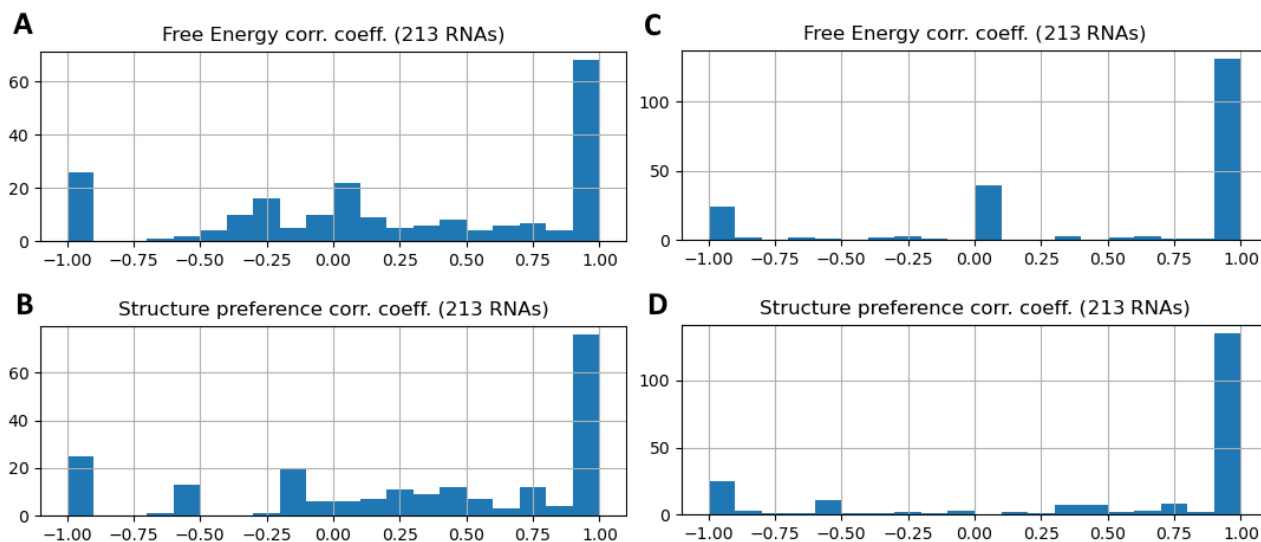 A
Free Energy corr. coeff. (213 RNAs)
60
40
20
0
−1.00 −0.75 −0.50 −0.25 0.00 0.25 0.50 0.75 1.00
B
Structure preference corr. coeff. (213 RNAs)
60
40
20
0
−1.00 −0.75 −0.50 −0.25 0.00 0.25 0.50 0.75 1.00
C
Free Energy corr. coeff. (213 RNAs)
100
50
0
−1.00 −0.75 −0.50 −0.25 0.00 0.25 0.50 0.75 1.00
D
Structure preference corr. coeff. (213 RNAs)
100
50
0
−1.00 −0.75 −0.50 −0.25 0.00 0.25 0.50 0.75 1.00